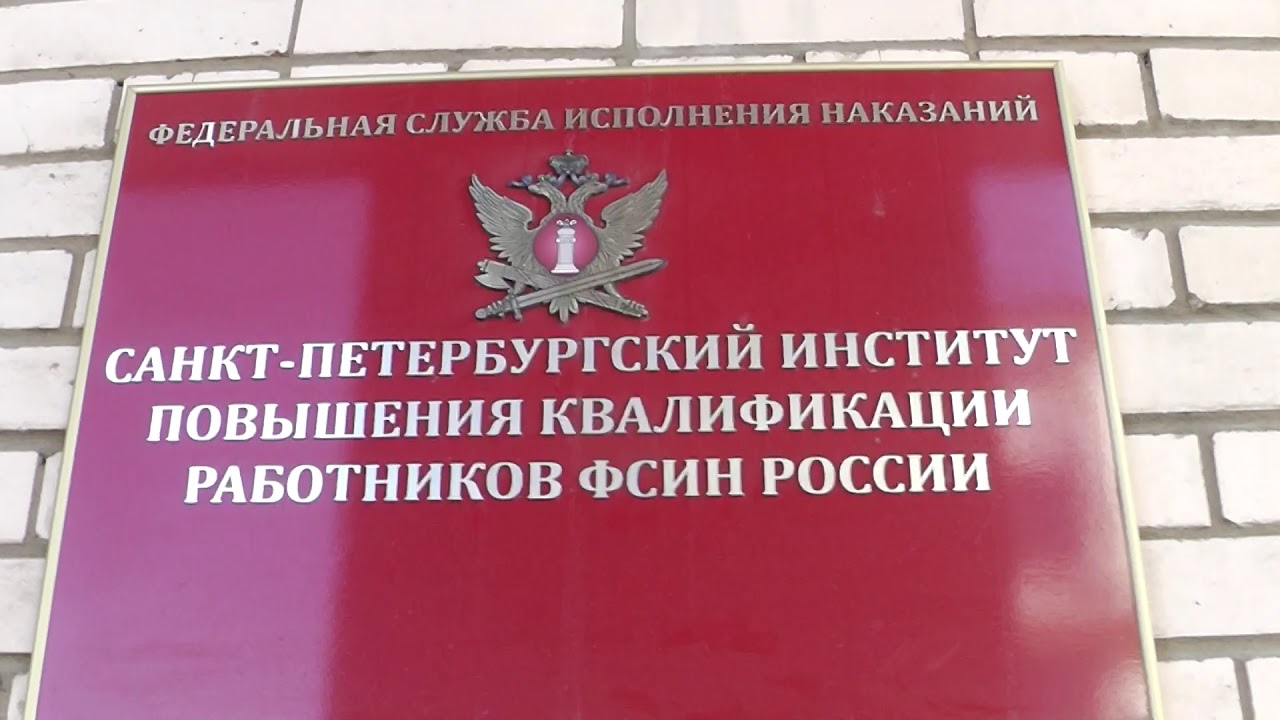 ФЕДЕРАЛЬНАЯ СЛУЖБА ИСПОЛНЕНИЯ НАКАЗАНИЙ
САНКТ-ПЕТЕРБУРГСКИЙ ИНСТИТУТ
ПОВЫШЕНИЯ КВАЛИФИКАЦИИ
РАБОТНИКОВ ФСИН РОССИИ